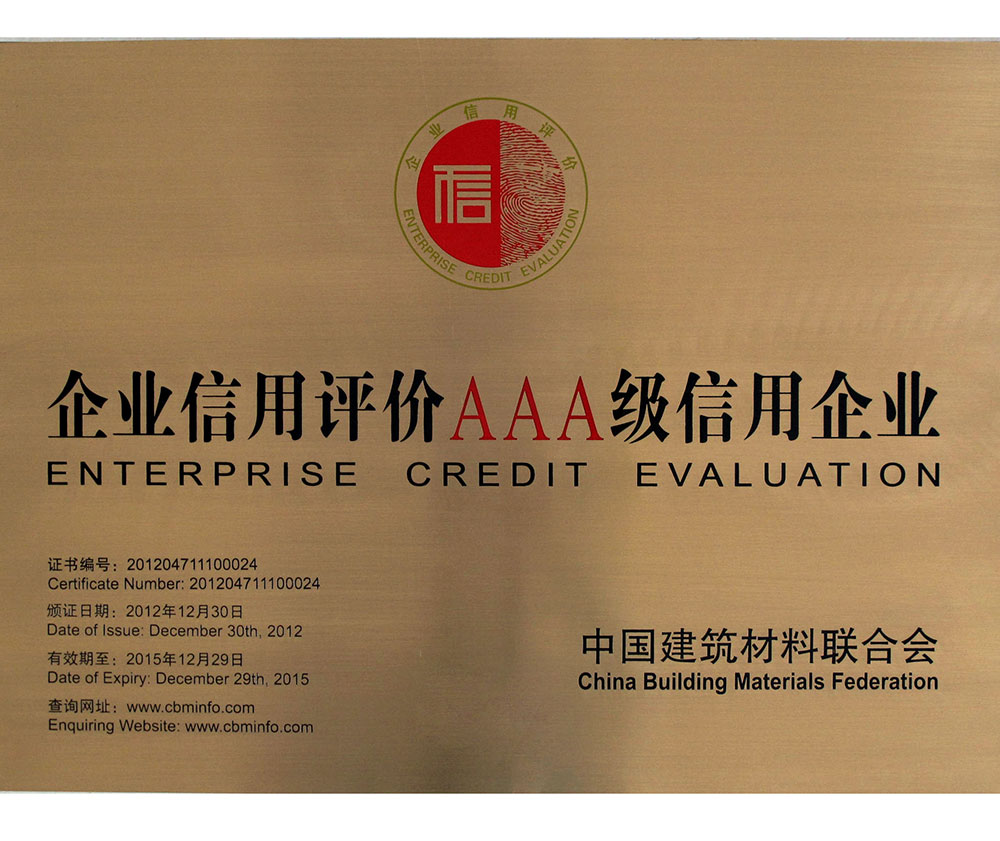 企业信用评价
信
ENTERPRISE CREDIT EVALUATION
企业信用评价AAA级信用企业
ENTERPRISE CREDIT EVALUATION
证书编号：201204711100024
Certificate Number: 201204711100024
颁证日期：2012年12月30日
Date of Issue: December 30th, 2012
有效期至：2015年12月29日
Date of Expiry: December 29th, 2015
查询网址：www.cbminfo.com
Enquiring Website: www.cbminfo.com
中国建筑材料联合会
China Building Materials Federation